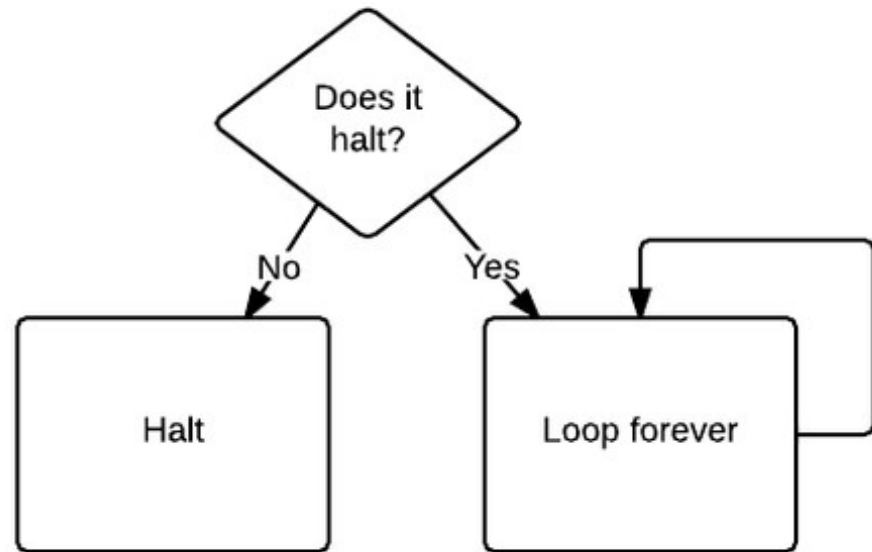 Does it
halt?
No
Yes
Halt
Loop forever